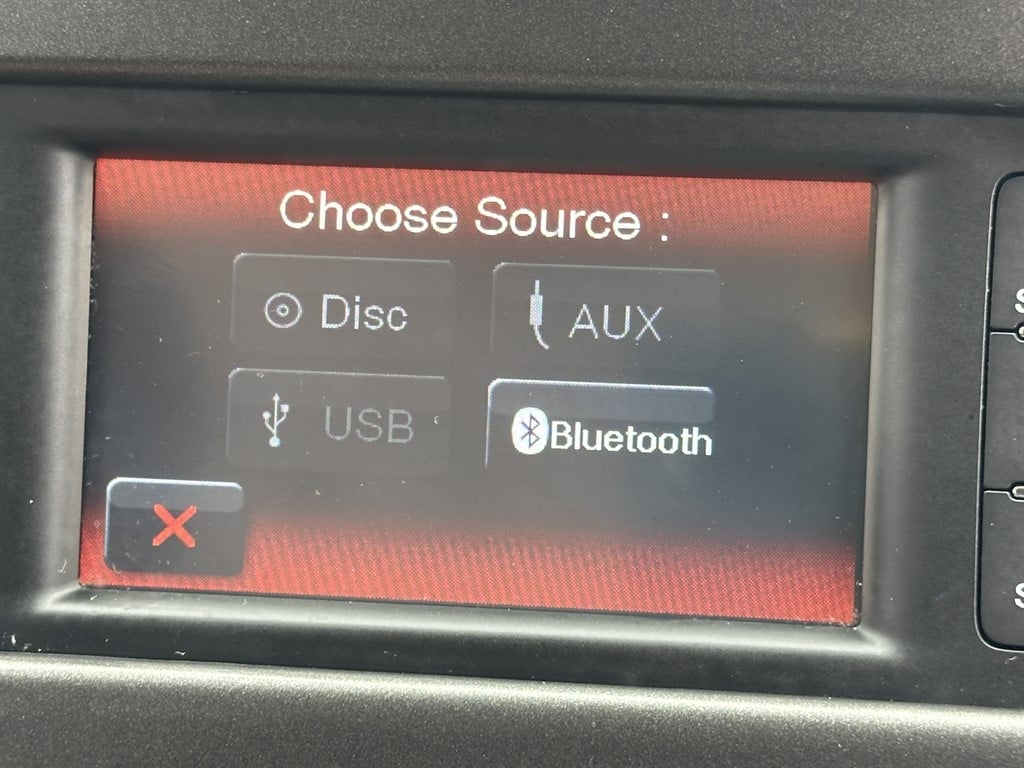 Choose Source :
Disc
AUX
USB
Bluetooth